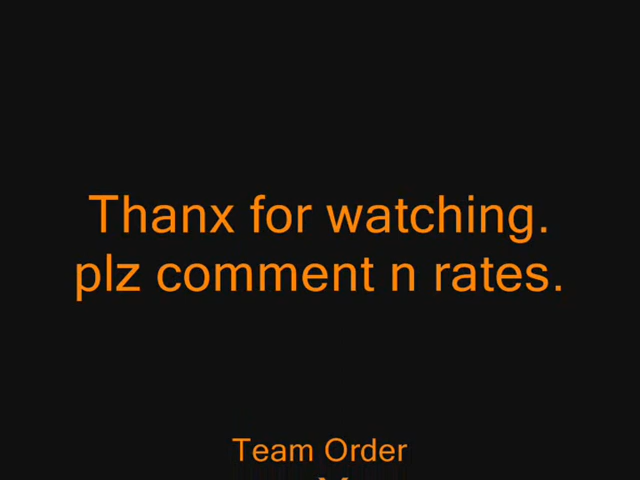 Thanx for watching.
plz comment n rates.
Team Order